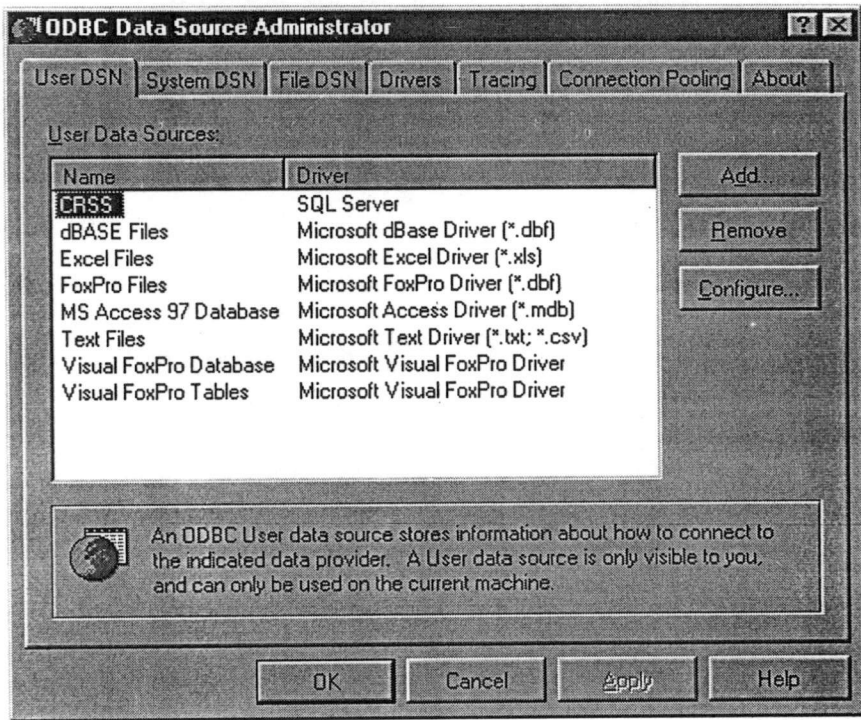 ODBC Data Source Administrator
User DSN System DSN File DSN Drivers Tracing Connection Pooling About
User Data Sources:
Name Driver
CRSS SQL Server
dBASE Files Microsoft dBase Driver (*.dbf)
Excel Files Microsoft Excel Driver (*.xls)
FoxPro Files Microsoft FoxPro Driver (*.dbf)
MS Access 97 Database Microsoft Access Driver (*.mdb)
Text Files Microsoft Text Driver (*.txt; *.csv)
Visual FoxPro Database Microsoft Visual FoxPro Driver
Visual FoxPro Tables Microsoft Visual FoxPro Driver
Add...
Remove
Configure...
An ODBC User data source stores information about how to connect to
the indicated data provider. A User data source is only visible to you,
and can only be used on the current machine.
OK Cancel Apply Help